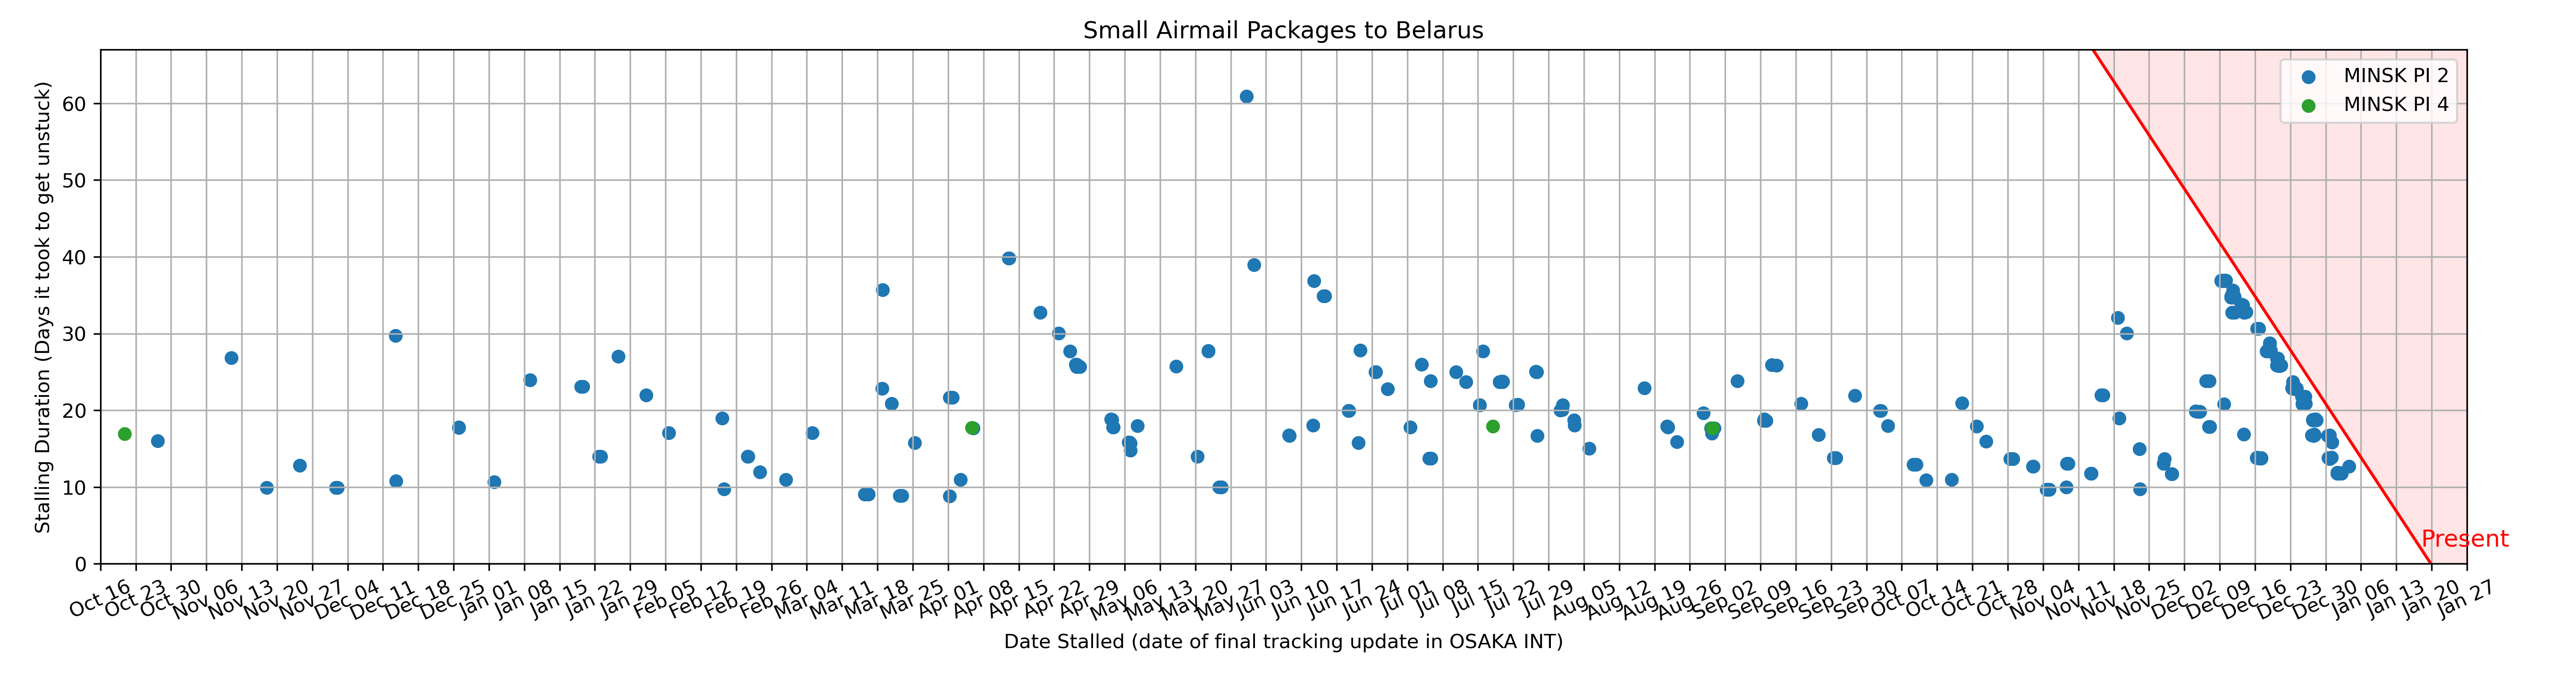 Small Airmail Packages to Belarus
Stalling Duration (Days it took to get unstuck)
60
50
40
30
20
10
0
MINSK PI 2
MINSK PI 4
Present
Oct 16
Oct 23
Oct 30
Nov 06
Nov 13
Nov 20
Nov 27
Dec 04
Dec 11
Dec 18
Dec 25
Jan 01
Jan 08
Jan 15
Jan 22
Jan 29
Feb 05
Feb 12
Feb 19
Feb 26
Mar 04
Mar 11
Mar 18
Mar 25
Apr 01
Apr 08
Apr 15
Apr 22
Apr 29
May 06
May 13
May 20
May 27
Jun 03
Jun 10
Jun 17
Jun 24
Jul 01
Jul 08
Jul 15
Jul 22
Jul 29
Aug 05
Aug 12
Aug 19
Aug 26
Sep 02
Sep 09
Sep 16
Sep 23
Sep 30
Oct 07
Oct 14
Oct 21
Oct 28
Nov 04
Nov 11
Nov 18
Nov 25
Dec 02
Dec 09
Dec 16
Dec 23
Dec 30
Jan 06
Jan 13
Jan 20
Jan 27
Date Stalled (date of final tracking update in OSAKA INT)